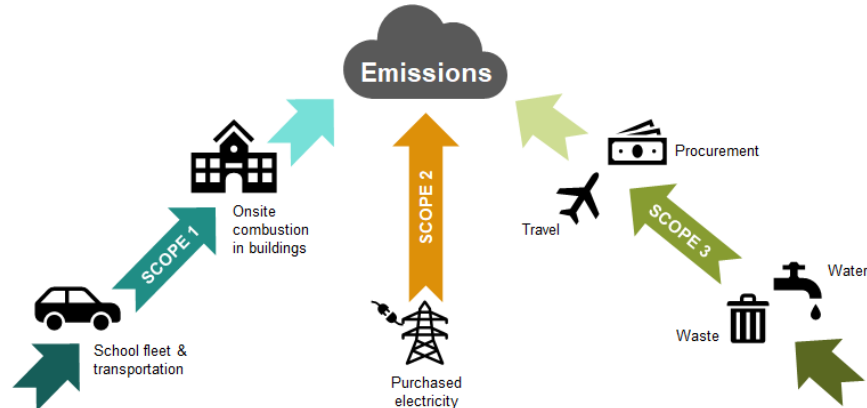 Emissions
Procurement
Onsite
combustion
in buildings
SCOPE 1
SCOPE 2
SCOPE 3
Travel
Water
School fleet &
transportation
Waste
Purchased
electricity